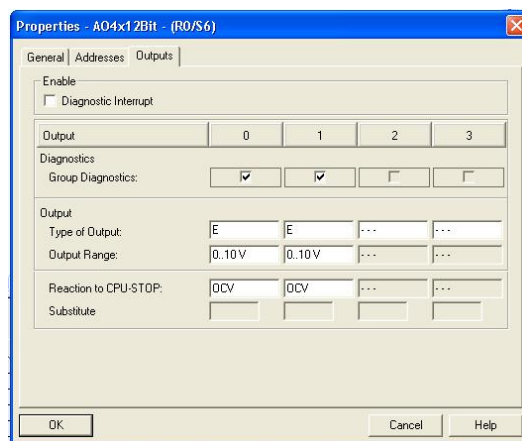 Properties - AO4x12Bit - (R0/S6)
General Addresses Outputs
Enable
Diagnostic Interrupt
Output 0 1 2 3
Diagnostics
Group Diagnostics:
Output
Type of Output: E E --- ---
Output Range: 0..10 V 0..10 V --- ---
Reaction to CPU-STOP: OCV OCV --- ---
Substitute
OK Cancel Help